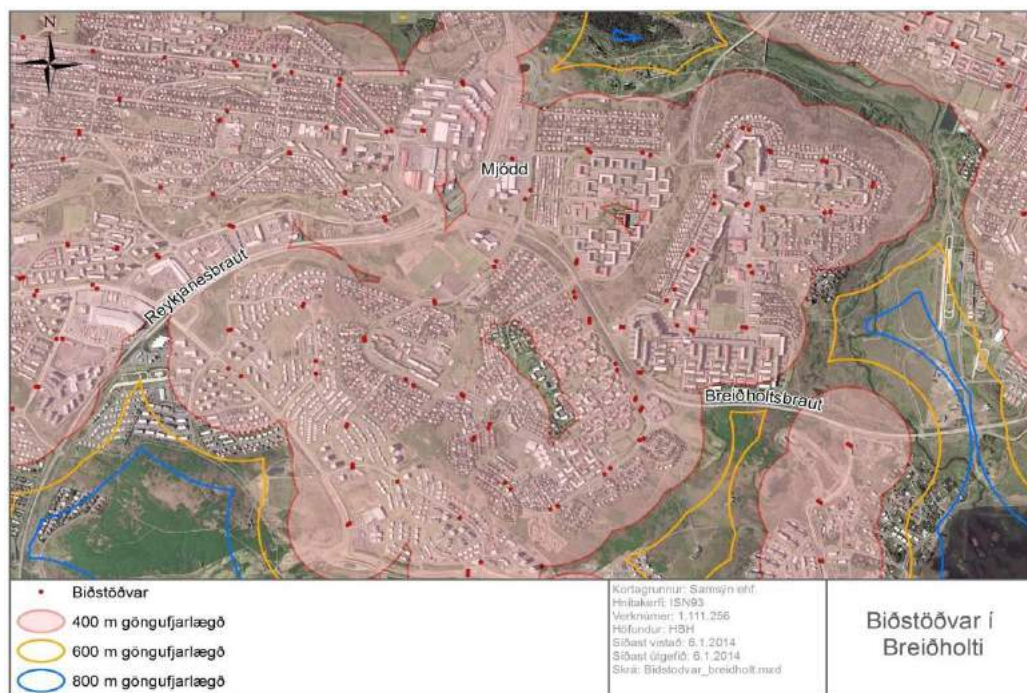 N
Mjódd
Reykjanesbraut
Breiðholtsbraut
Biðstöðvar
400 m göngufjarlægð
600 m göngufjarlægð
800 m göngufjarlægð
Kortagrunnur: Samsýn ehf.
Hnitakerfi: ISN93
Verknúmer: 1.111.256
Höfundur: HBH
Síðast vistað: 6.1.2014
Síðast útgefið: 6.1.2014
Skrá: Bidstodvar_breidholt.mxd
Biðstöðvar í
Breiðholti